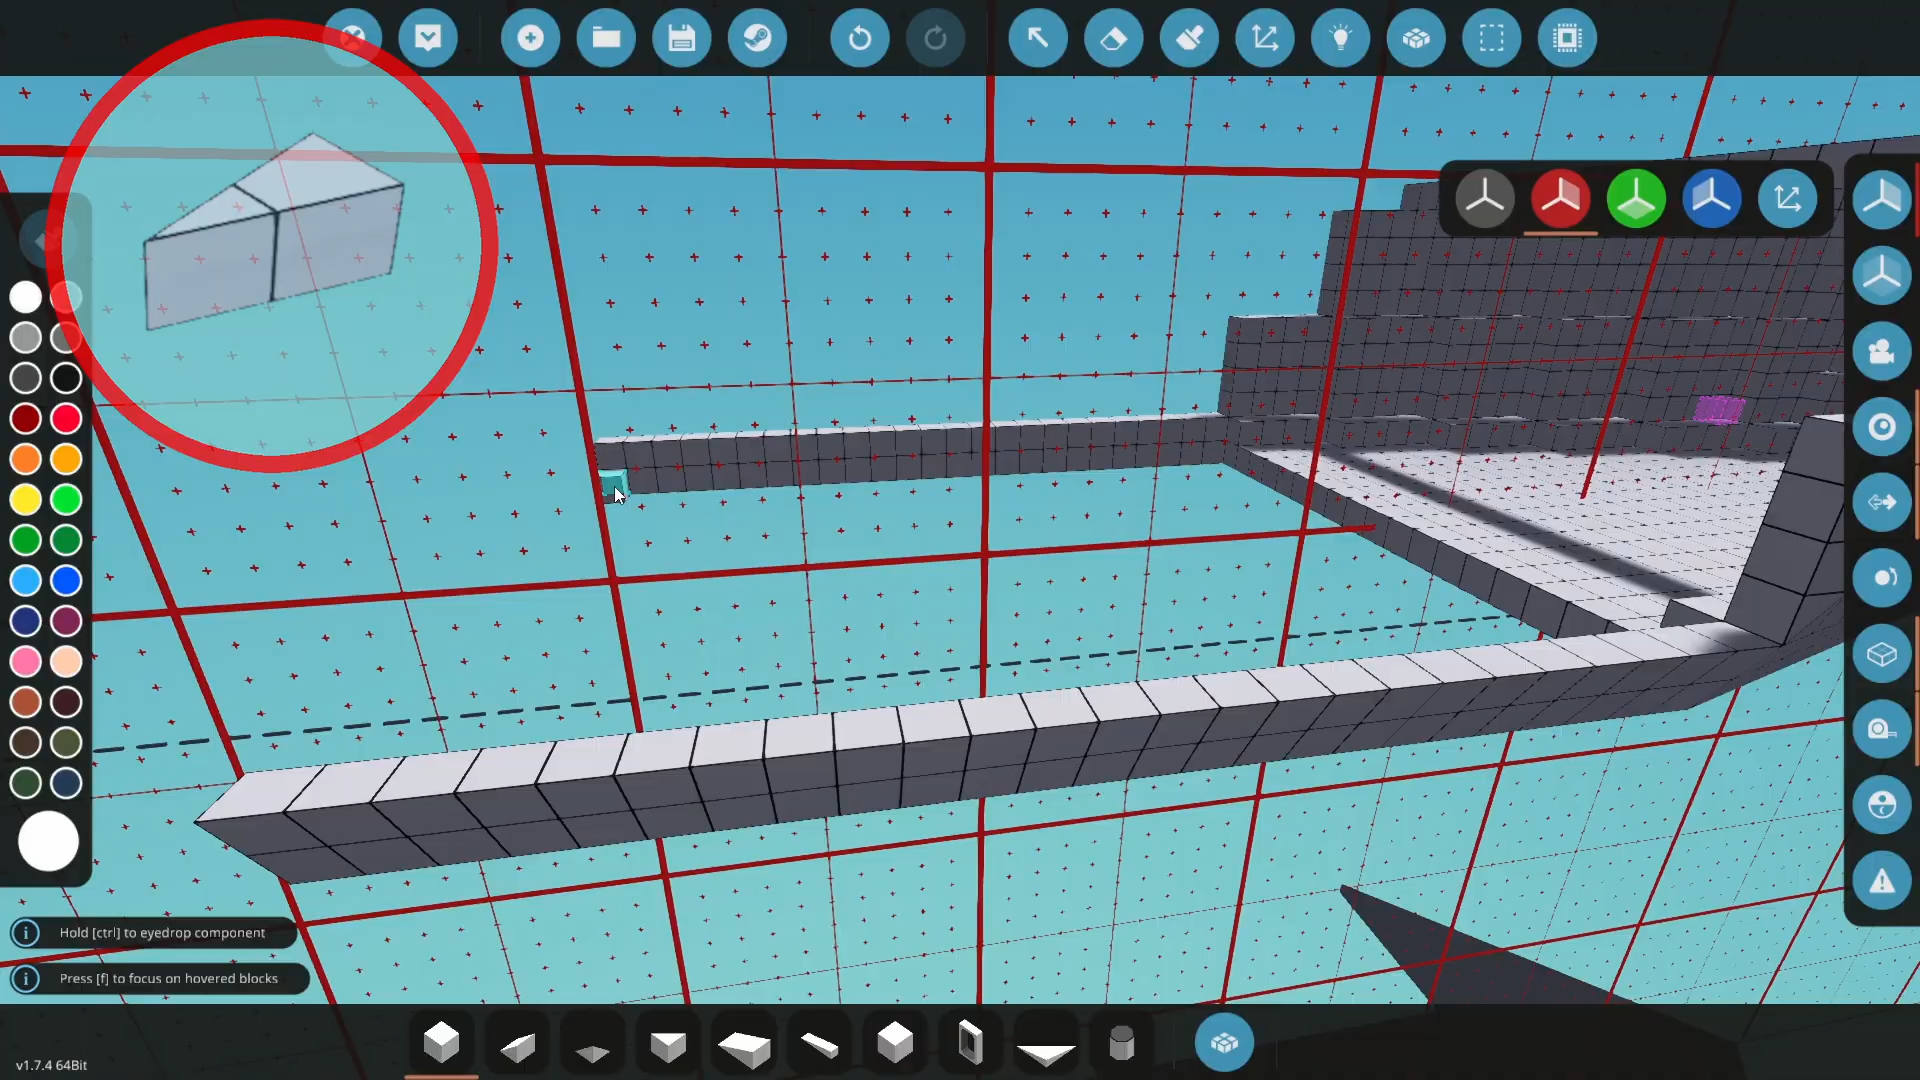 Hold [ctrl] to eyedrop component
Press [f] to focus on hovered blocks
v1.7.4 64Bit